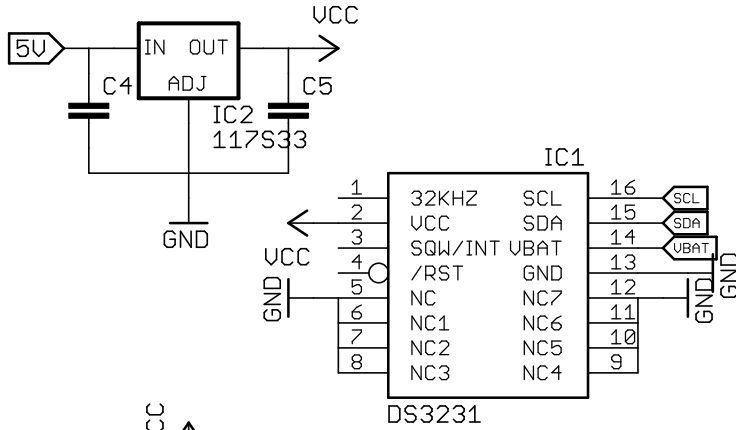 VCC
5V
IN OUT
ADJ
C4
C5
IC2
117S33
GND
IC1
1 32KHZ SCL 16 SCL
2 VCC SDA 15 SDA
3 SQW/INT VBAT 14 VBAT
4 /RST GND 13 GND
5 NC NC7 12 GND
6 NC1 NC6 11
7 NC2 NC5 10
8 NC3 NC4 9
VCC
GND
DS3231
CC